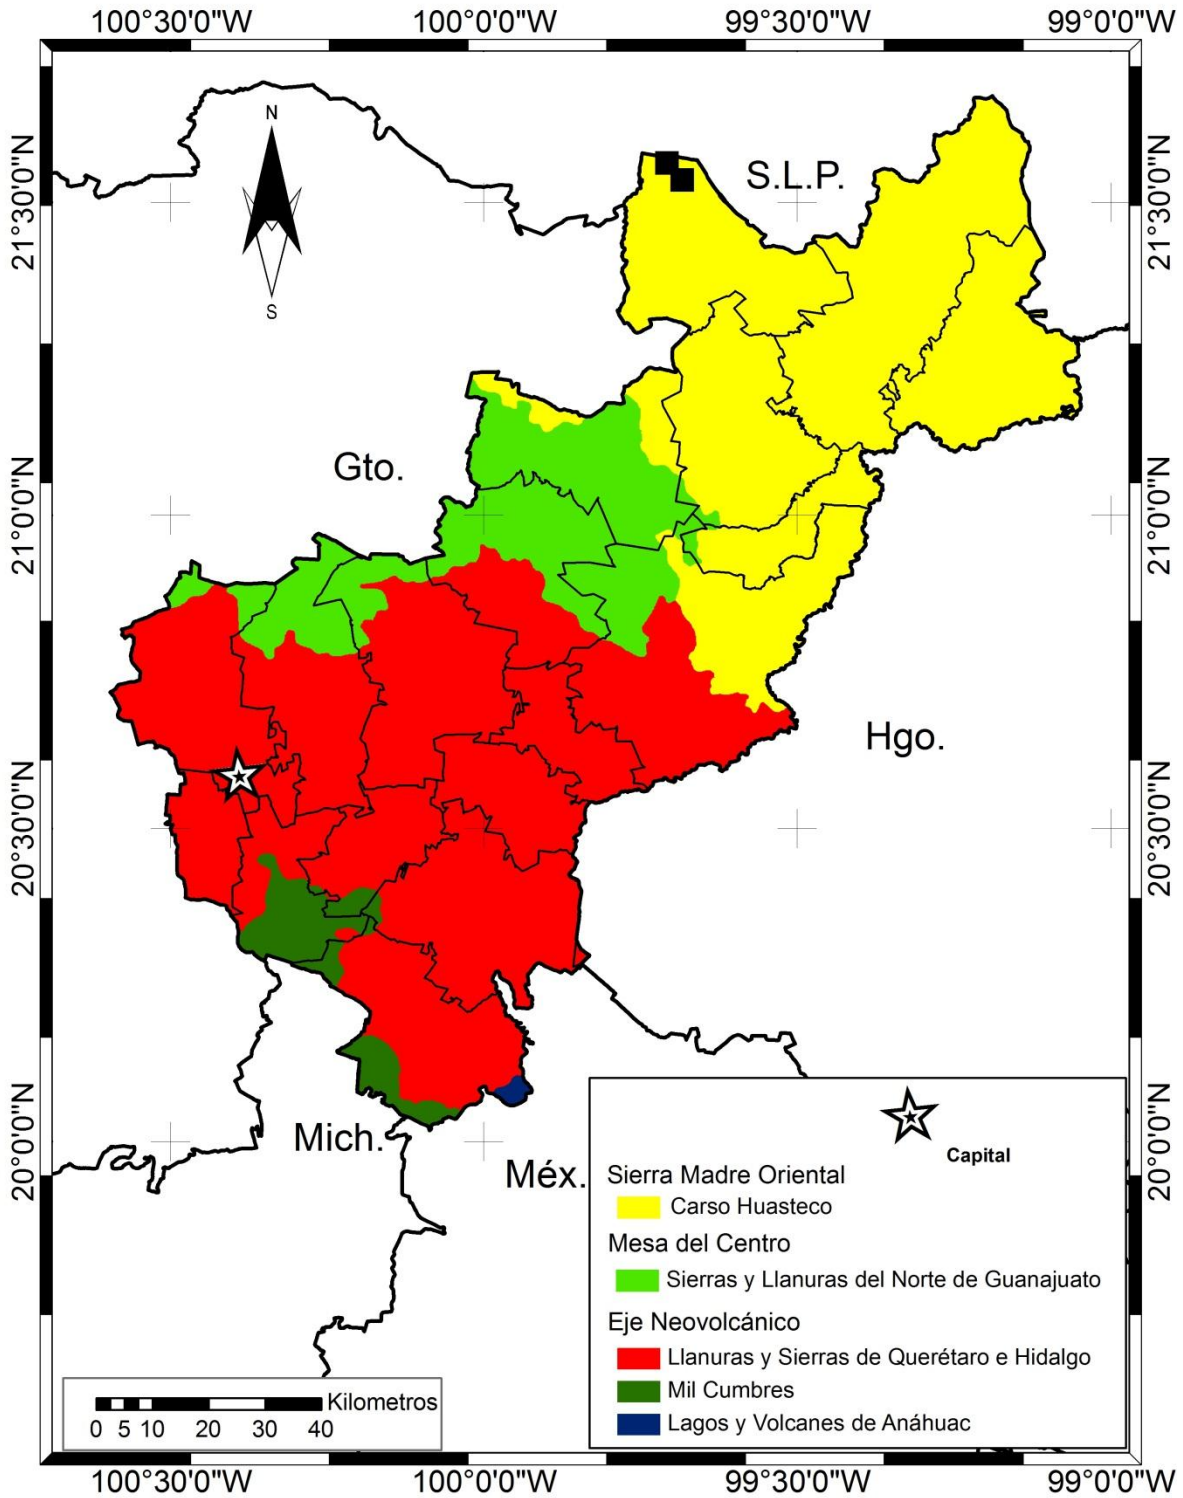 100°30'0"W 100°0'0"W 99°30'0"W 99°0'0"W
N
S
21°30'0"N
21°30'0"N
S.L.P.
Gto.
21°0'0"N
21°0'0"N
Hgo.
20°30'0"N
20°30'0"N
Mich.
Méx.
20°0'0"N
20°0'0"N
Capital
Sierra Madre Oriental
Carso Huasteco
Mesa del Centro
Sierras y Llanuras del Norte de Guanajuato
Eje Neovolcánico
Llanuras y Sierras de Querétaro e Hidalgo
Mil Cumbres
Lagos y Volcanes de Anáhuac
Kilometros
0 5 10 20 30 40
100°30'0"W 100°0'0"W 99°30'0"W 99°0'0"W